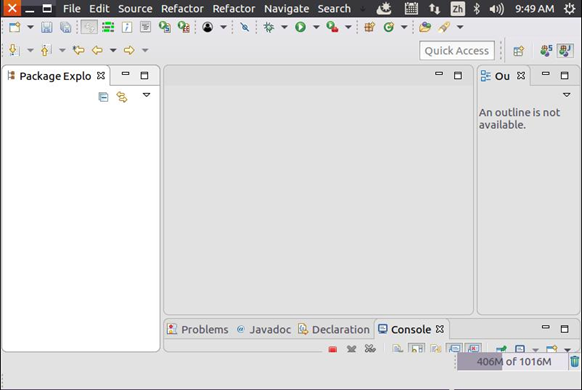 File Edit Source Refactor Refactor Navigate Search Zh 9:49 AM
Quick Access
Package Explo
Ou
An outline is not
available.
Problems @ Javadoc Declaration Console
406M of 1016M